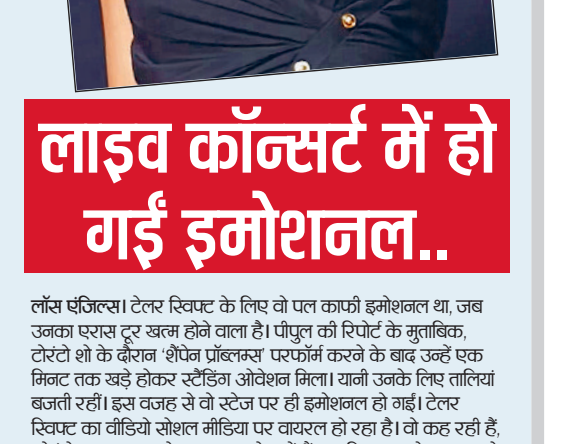 लाइव कॉन्सर्ट में हो
गईं इमोशनल..
लॉस एंजिल्स। टेलर स्विफ्ट के लिए वो पल काफी इमोशनल था, जब
उनका एरास टूर खत्म होने वाला है। पीपुल की रिपोर्ट के मुताबिक,
टोरंटो शो के दौरान ‘शैंपेन प्रॉब्लम्स’ परफॉर्म करने के बाद उन्हें एक
मिनट तक खड़े होकर स्टैंडिंग ओवेशन मिला। यानी उनके लिए तालियां
बजती रहीं। इस वजह से वो स्टेज पर ही इमोशनल हो गईं। टेलर
स्विफ्ट का वीडियो सोशल मीडिया पर वायरल हो रहा है। वो कह रही हैं,